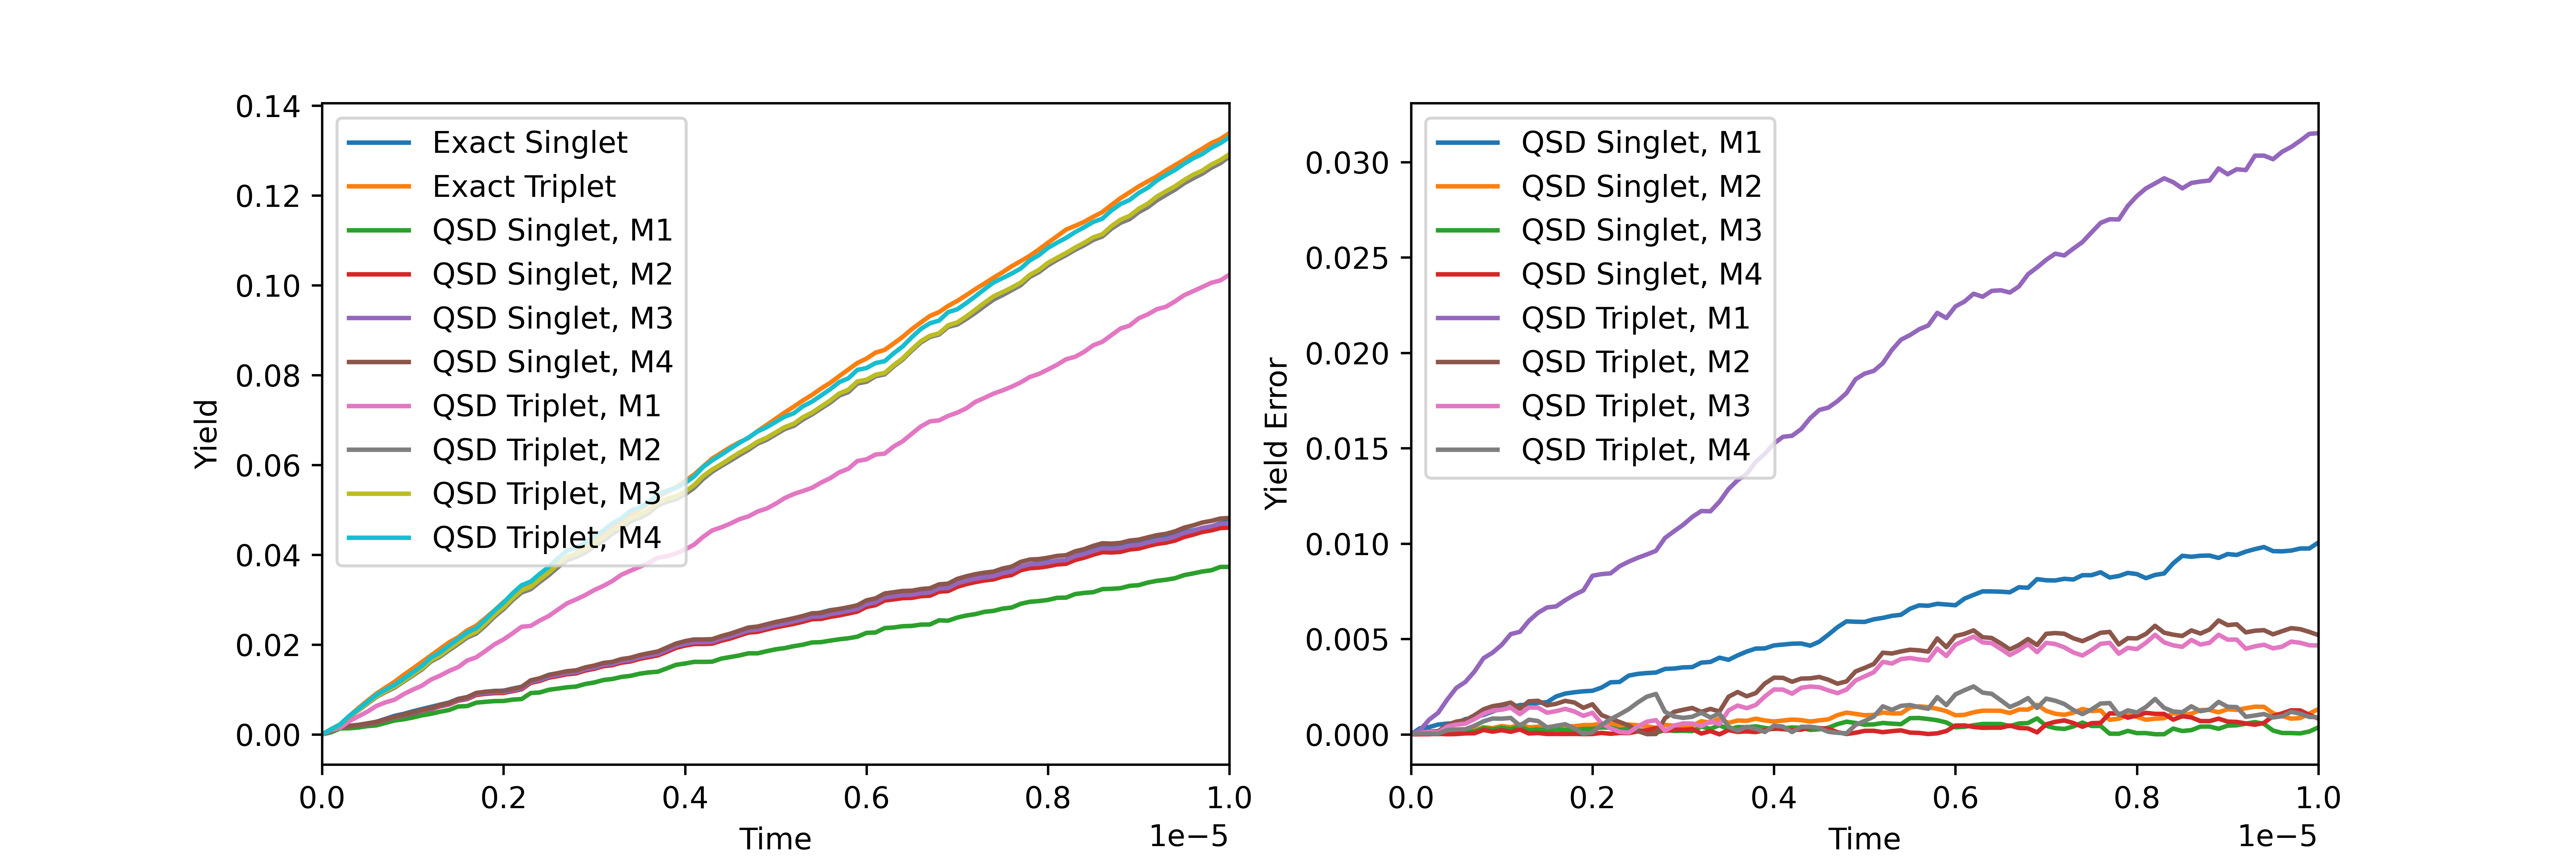 0.14
0.12
0.10
0.08
0.06
0.04
0.02
0.00
Yield
Exact Singlet
Exact Triplet
QSD Singlet, M1
QSD Singlet, M2
QSD Singlet, M3
QSD Singlet, M4
QSD Triplet, M1
QSD Triplet, M2
QSD Triplet, M3
QSD Triplet, M4
0.0 0.2 0.4 0.6 0.8 1.0
Time
1e−5
0.030
0.025
0.020
0.015
0.010
0.005
0.000
Yield Error
QSD Singlet, M1
QSD Singlet, M2
QSD Singlet, M3
QSD Singlet, M4
QSD Triplet, M1
QSD Triplet, M2
QSD Triplet, M3
QSD Triplet, M4
0.0 0.2 0.4 0.6 0.8 1.0
Time
1e−5